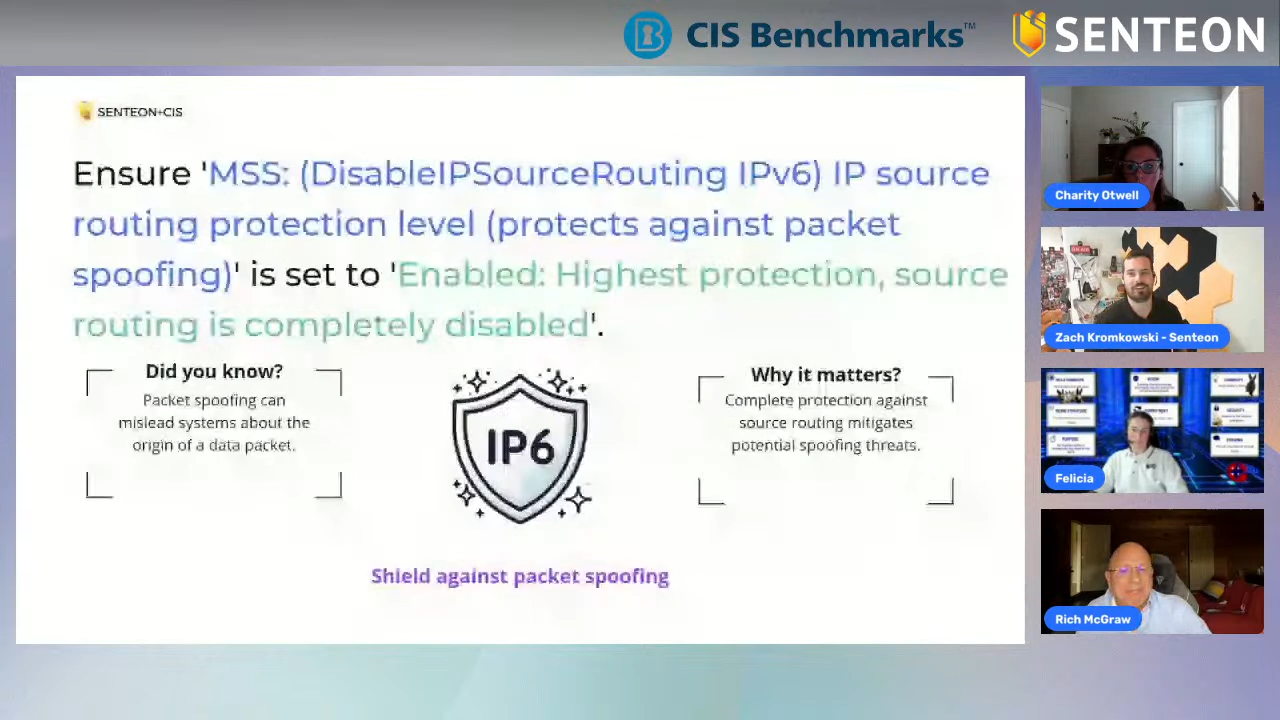 CIS Benchmarks™
SENTEON
SENTEON+CIS
Ensure 'MSS: (DisableIPSourceRouting IPv6) IP source
routing protection level (protects against packet
spoofing)' is set to 'Enabled: Highest protection, source
routing is completely disabled'.
Did you know?
Packet spoofing can
mislead systems about the
origin of a data packet.
IP6
Why it matters?
Complete protection against
source routing mitigates
potential spoofing threats.
Shield against packet spoofing
Charity Otwell
Zach Kromkowski - Senteon
Felicia
Rich McGraw